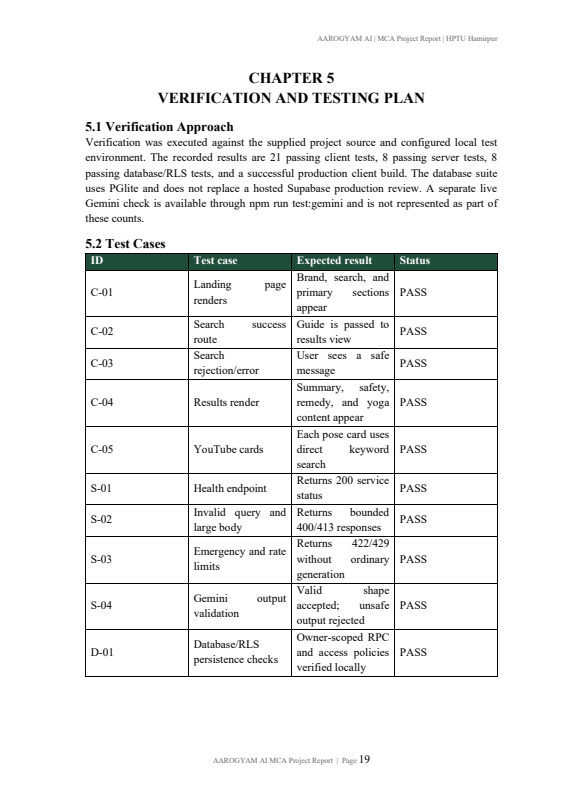 AAROGYAM AI | MCA Project Report | HPTU Hamirpur
CHAPTER 5
VERIFICATION AND TESTING PLAN
5.1 Verification Approach
Verification was executed against the supplied project source and configured local test
environment. The recorded results are 21 passing client tests, 8 passing server tests, 8
passing database/RLS tests, and a successful production client build. The database suite
uses PGlite and does not replace a hosted Supabase production review. A separate live
Gemini check is available through npm run test:gemini and is not represented as part of
these counts.
5.2 Test Cases
ID Test case Expected result Status
C-01 Landing page renders Brand, search, and primary sections appear PASS
C-02 Search success route Guide is passed to results view PASS
C-03 Search rejection/error User sees a safe message PASS
C-04 Results render Summary, safety, remedy, and yoga content appear PASS
C-05 YouTube cards Each pose card uses direct keyword search PASS
S-01 Health endpoint Returns 200 service status PASS
S-02 Invalid query and large body Returns bounded 400/413 responses PASS
S-03 Emergency and rate limits Returns 422/429 without ordinary generation PASS
S-04 Gemini output validation Valid shape accepted; unsafe output rejected PASS
D-01 Database/RLS persistence checks Owner-scoped RPC and access policies verified locally PASS
AAROGYAM AI MCA Project Report | Page 19